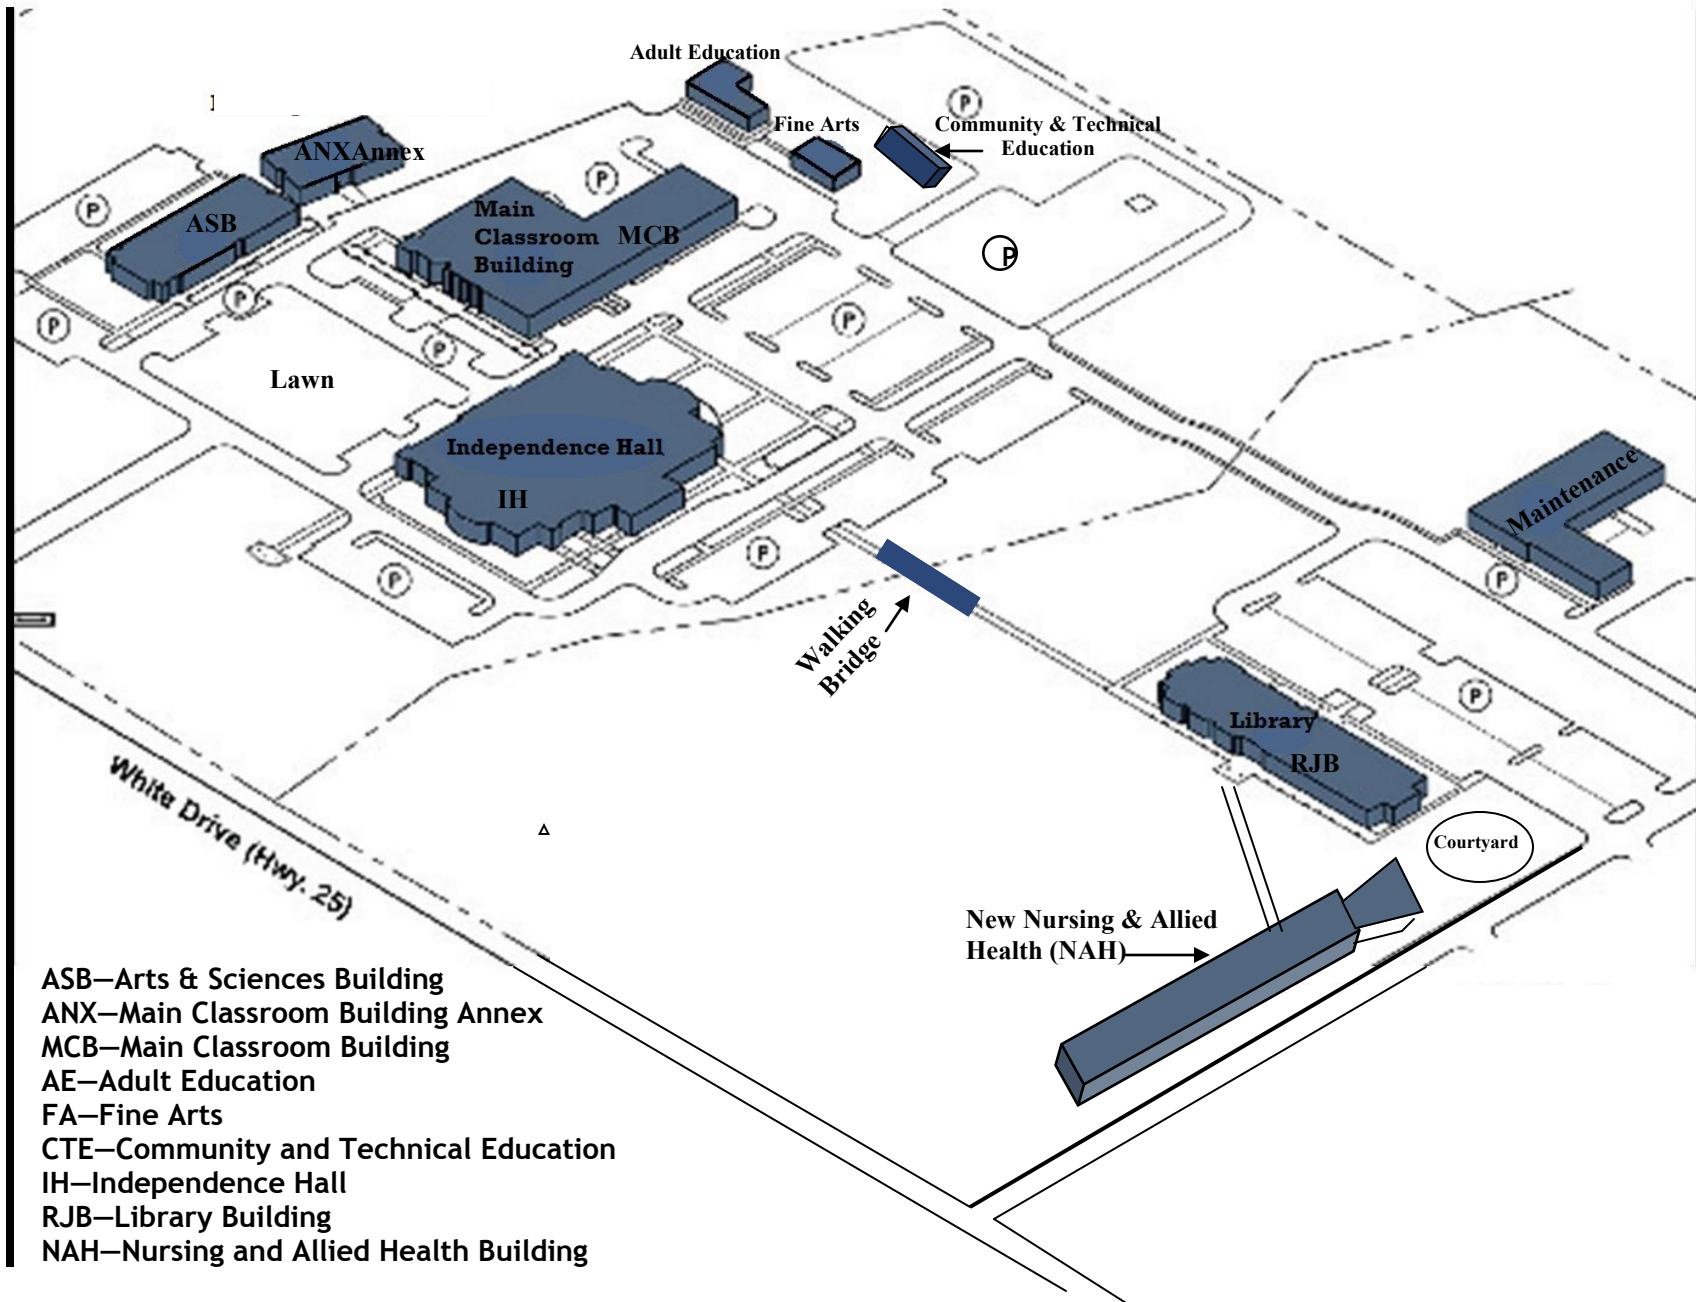 Adult Education
P
Fine Arts
Community & Technical
Education
ANXAnnex
P
P
ASB
Main
Classroom
Building
MCB
P
P
P
P
P
Lawn
Independence Hall
IH
Maintenance
P
P
P
Walking
Bridge
P
Library
RJB
White Drive (Hwy. 25)
Courtyard
New Nursing & Allied
Health (NAH)
ASB—Arts & Sciences Building
ANX—Main Classroom Building Annex
MCB—Main Classroom Building
AE—Adult Education
FA—Fine Arts
CTE—Community and Technical Education
IH—Independence Hall
RJB—Library Building
NAH—Nursing and Allied Health Building